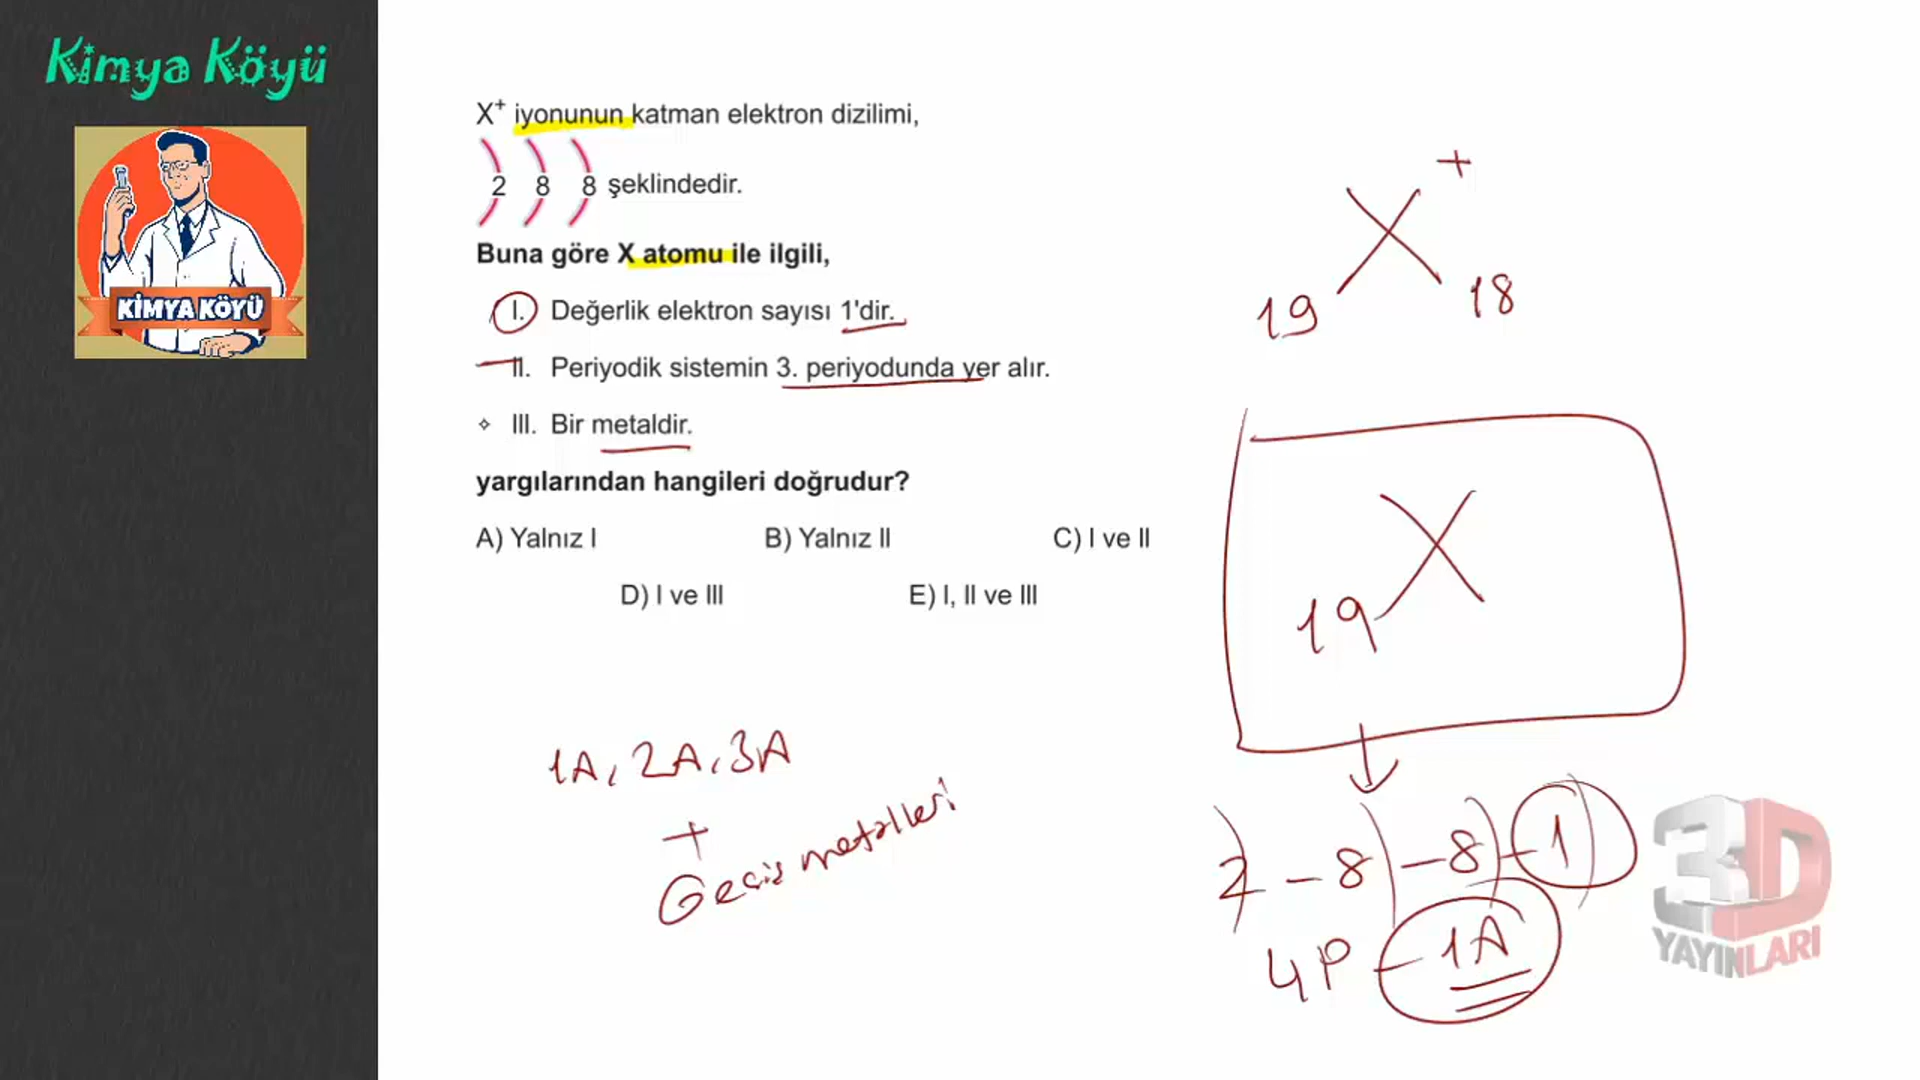 Kimya Köyü
KİMYA KÖYÜ
X⁺ iyonunun katman elektron dizilimi,
2 8 8 şeklindedir.
Buna göre X atomu ile ilgili,
I. Değerlik elektron sayısı 1'dir.
II. Periyodik sistemin 3. periyodunda yer alır.
III. Bir metaldir.
yargılarından hangileri doğrudur?
A) Yalnız I B) Yalnız II C) I ve II
D) I ve III E) I, II ve III
1A, 2A, 3A
+
Geçiş metalleri
X +
19 18
X
19
2 - 8 - 8 - 1
4P - 1A
3D
YAYINLARI